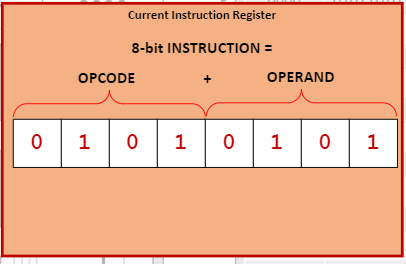 Current Instruction Register
8-bit INSTRUCTION =
OPCODE + OPERAND
0 1 0 1 0 1 0 1